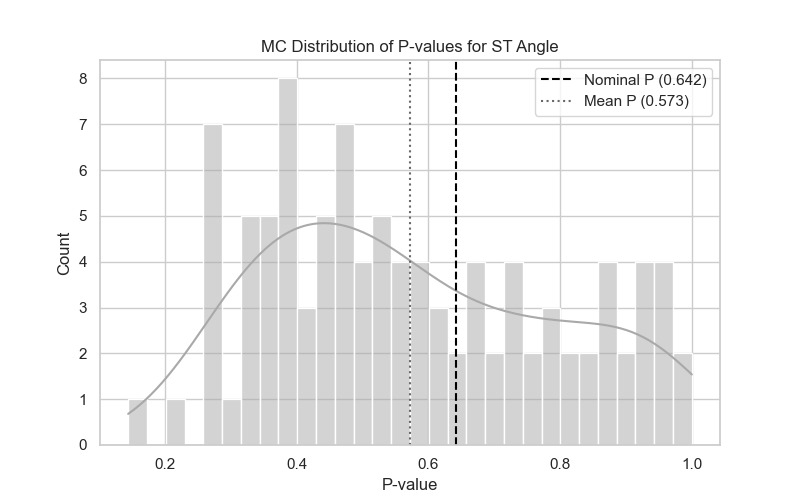 MC Distribution of P-values for ST Angle
Nominal P (0.642)
Mean P (0.573)
8
7
6
5
4
3
2
1
0
Count
0.2 0.4 0.6 0.8 1.0
P-value